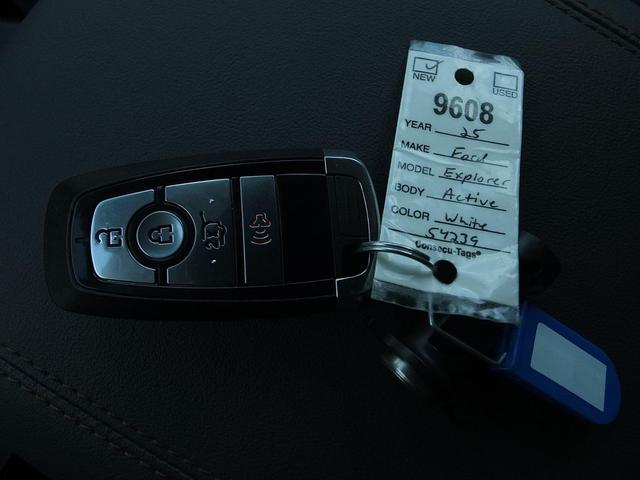 NEW
USED
9608
YEAR 25
MAKE Ford
MODEL Explorer
BODY Active
COLOR White
54239
Consecu-Tags®